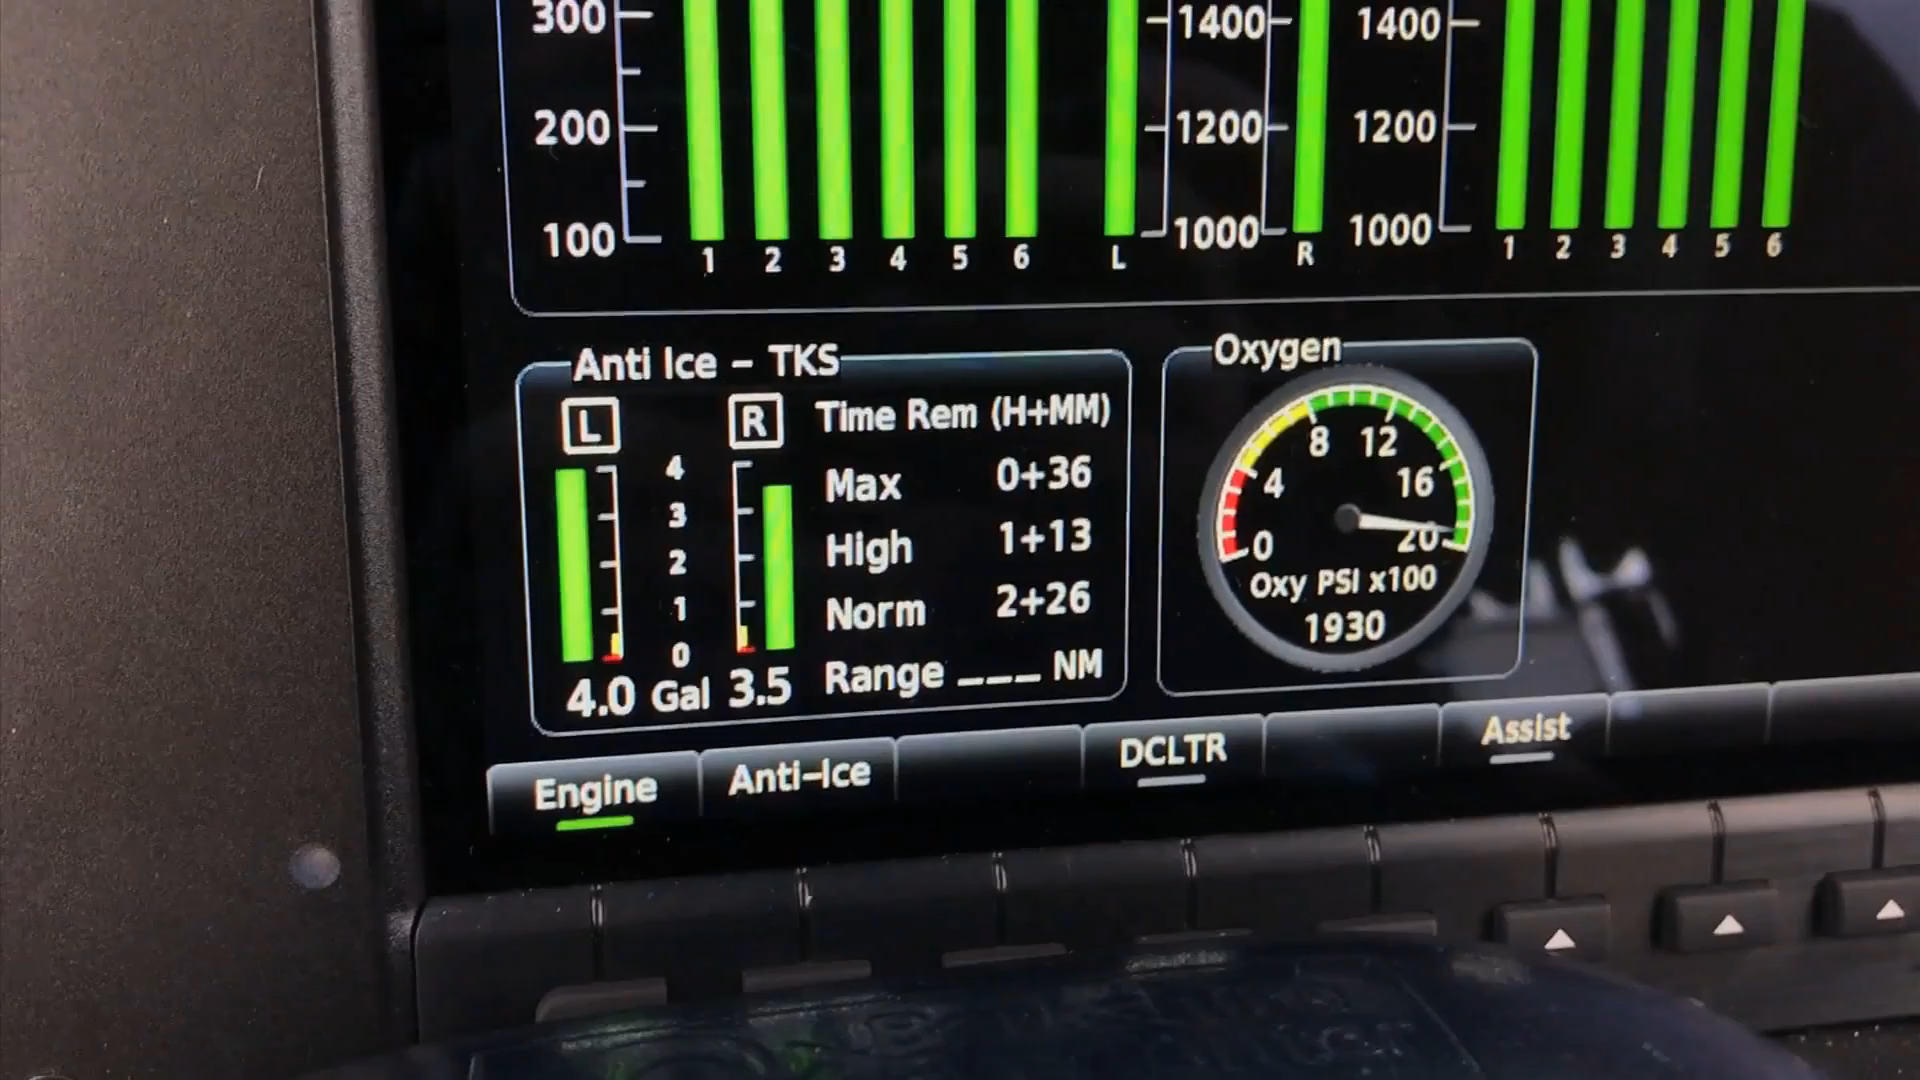 300
1400
1400
200
1200
1200
100
1000
1000
1 2 3 4 5 6 L R 1 2 3 4 5 6
Anti Ice – TKS
L R
Time Rem (H+MM)
4
3
2
1
0
Max 0+36
High 1+13
Norm 2+26
4.0 Gal 3.5
Range ___ NM
Oxygen
0 4 8 12 16 20
Oxy PSI x100
1930
Engine
Anti-Ice
DCLTR
Assist